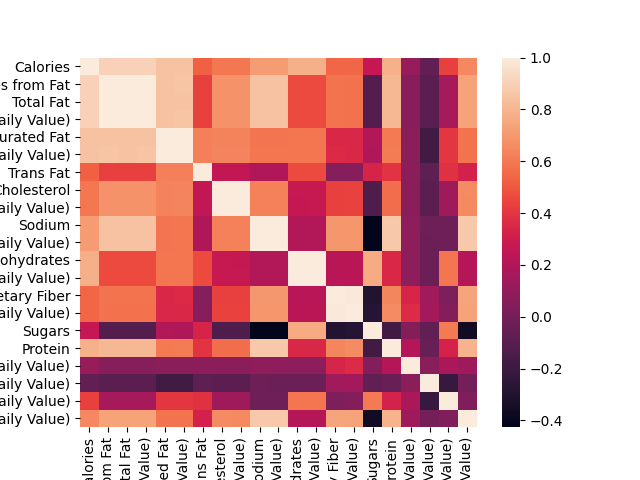 Calories
s from Fat
Total Fat
aily Value)
urated Fat
aily Value)
Trans Fat
Cholesterol
aily Value)
Sodium
aily Value)
ohydrates
aily Value)
etary Fiber
aily Value)
Sugars
Protein
aily Value)
aily Value)
aily Value)
aily Value)
alories
om Fat
tal Fat
Value)
ed Fat
Value)
ns Fat
esterol
Value)
odium
Value)
drates
Value)
y Fiber
Value)
Sugars
rotein
Value)
Value)
Value)
Value)
1.0
0.8
0.6
0.4
0.2
0.0
−0.2
−0.4